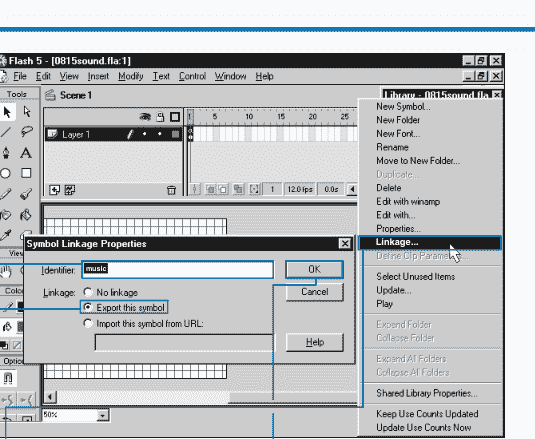 Flash 5 - [0815sound.fla:1]
File Edit View Insert Modify Text Control Window Help
Tools
Scene 1
Library - 0815sound.fla
1 5 10 15 20 25
Layer 1
1 12.0 fps 0.0s
View
Colors
Options
50%
Symbol Linkage Properties
Identifier: music
OK
Linkage: No linkage
Cancel
Export this symbol
Import this symbol from URL:
Help
New Symbol...
New Folder
New Font...
Rename
Move to New Folder...
Duplicate...
Delete
Edit with winamp
Edit with...
Properties...
Linkage...
Define Clip Parameters...
Select Unused Items
Update...
Play
Expand Folder
Collapse Folder
Expand All Folders
Collapse All Folders
Shared Library Properties...
Keep Use Counts Updated
Update Use Counts Now